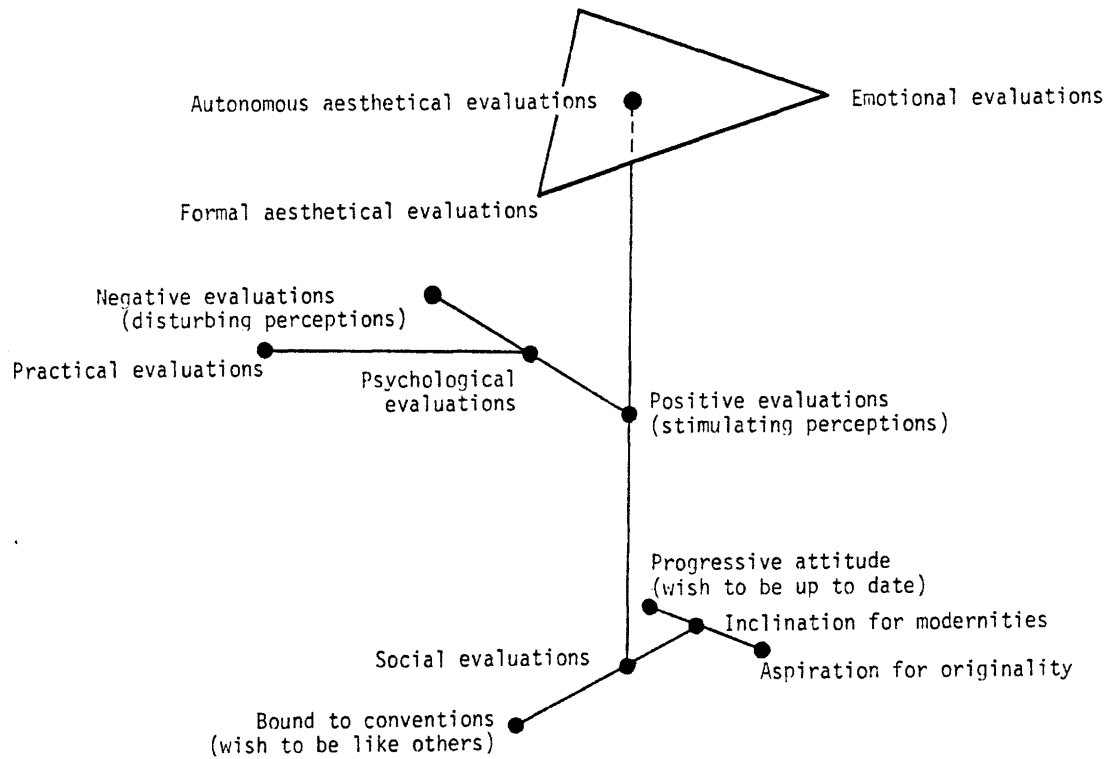 Autonomous aesthetical evaluations
Emotional evaluations
Formal aesthetical evaluations
Negative evaluations
(disturbing perceptions)
Practical evaluations
Psychological
evaluations
Positive evaluations
(stimulating perceptions)
Progressive attitude
(wish to be up to date)
Inclination for modernities
Social evaluations
Aspiration for originality
Bound to conventions
(wish to be like others)